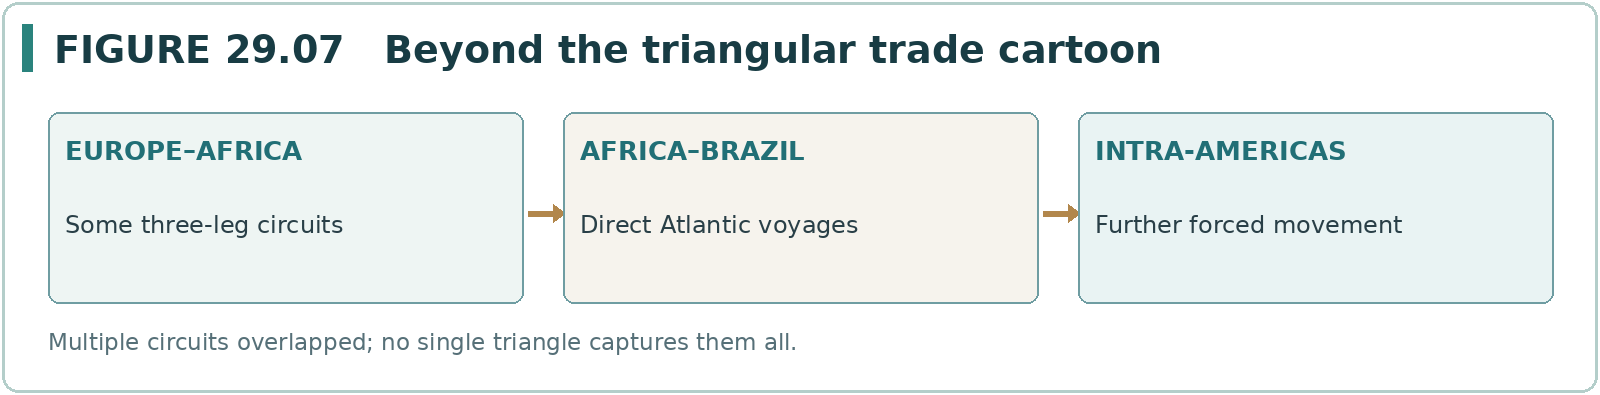 FIGURE 29.07 Beyond the triangular trade cartoon
EUROPE–AFRICA
Some three-leg circuits
AFRICA–BRAZIL
Direct Atlantic voyages
INTRA-AMERICAS
Further forced movement
Multiple circuits overlapped; no single triangle captures them all.